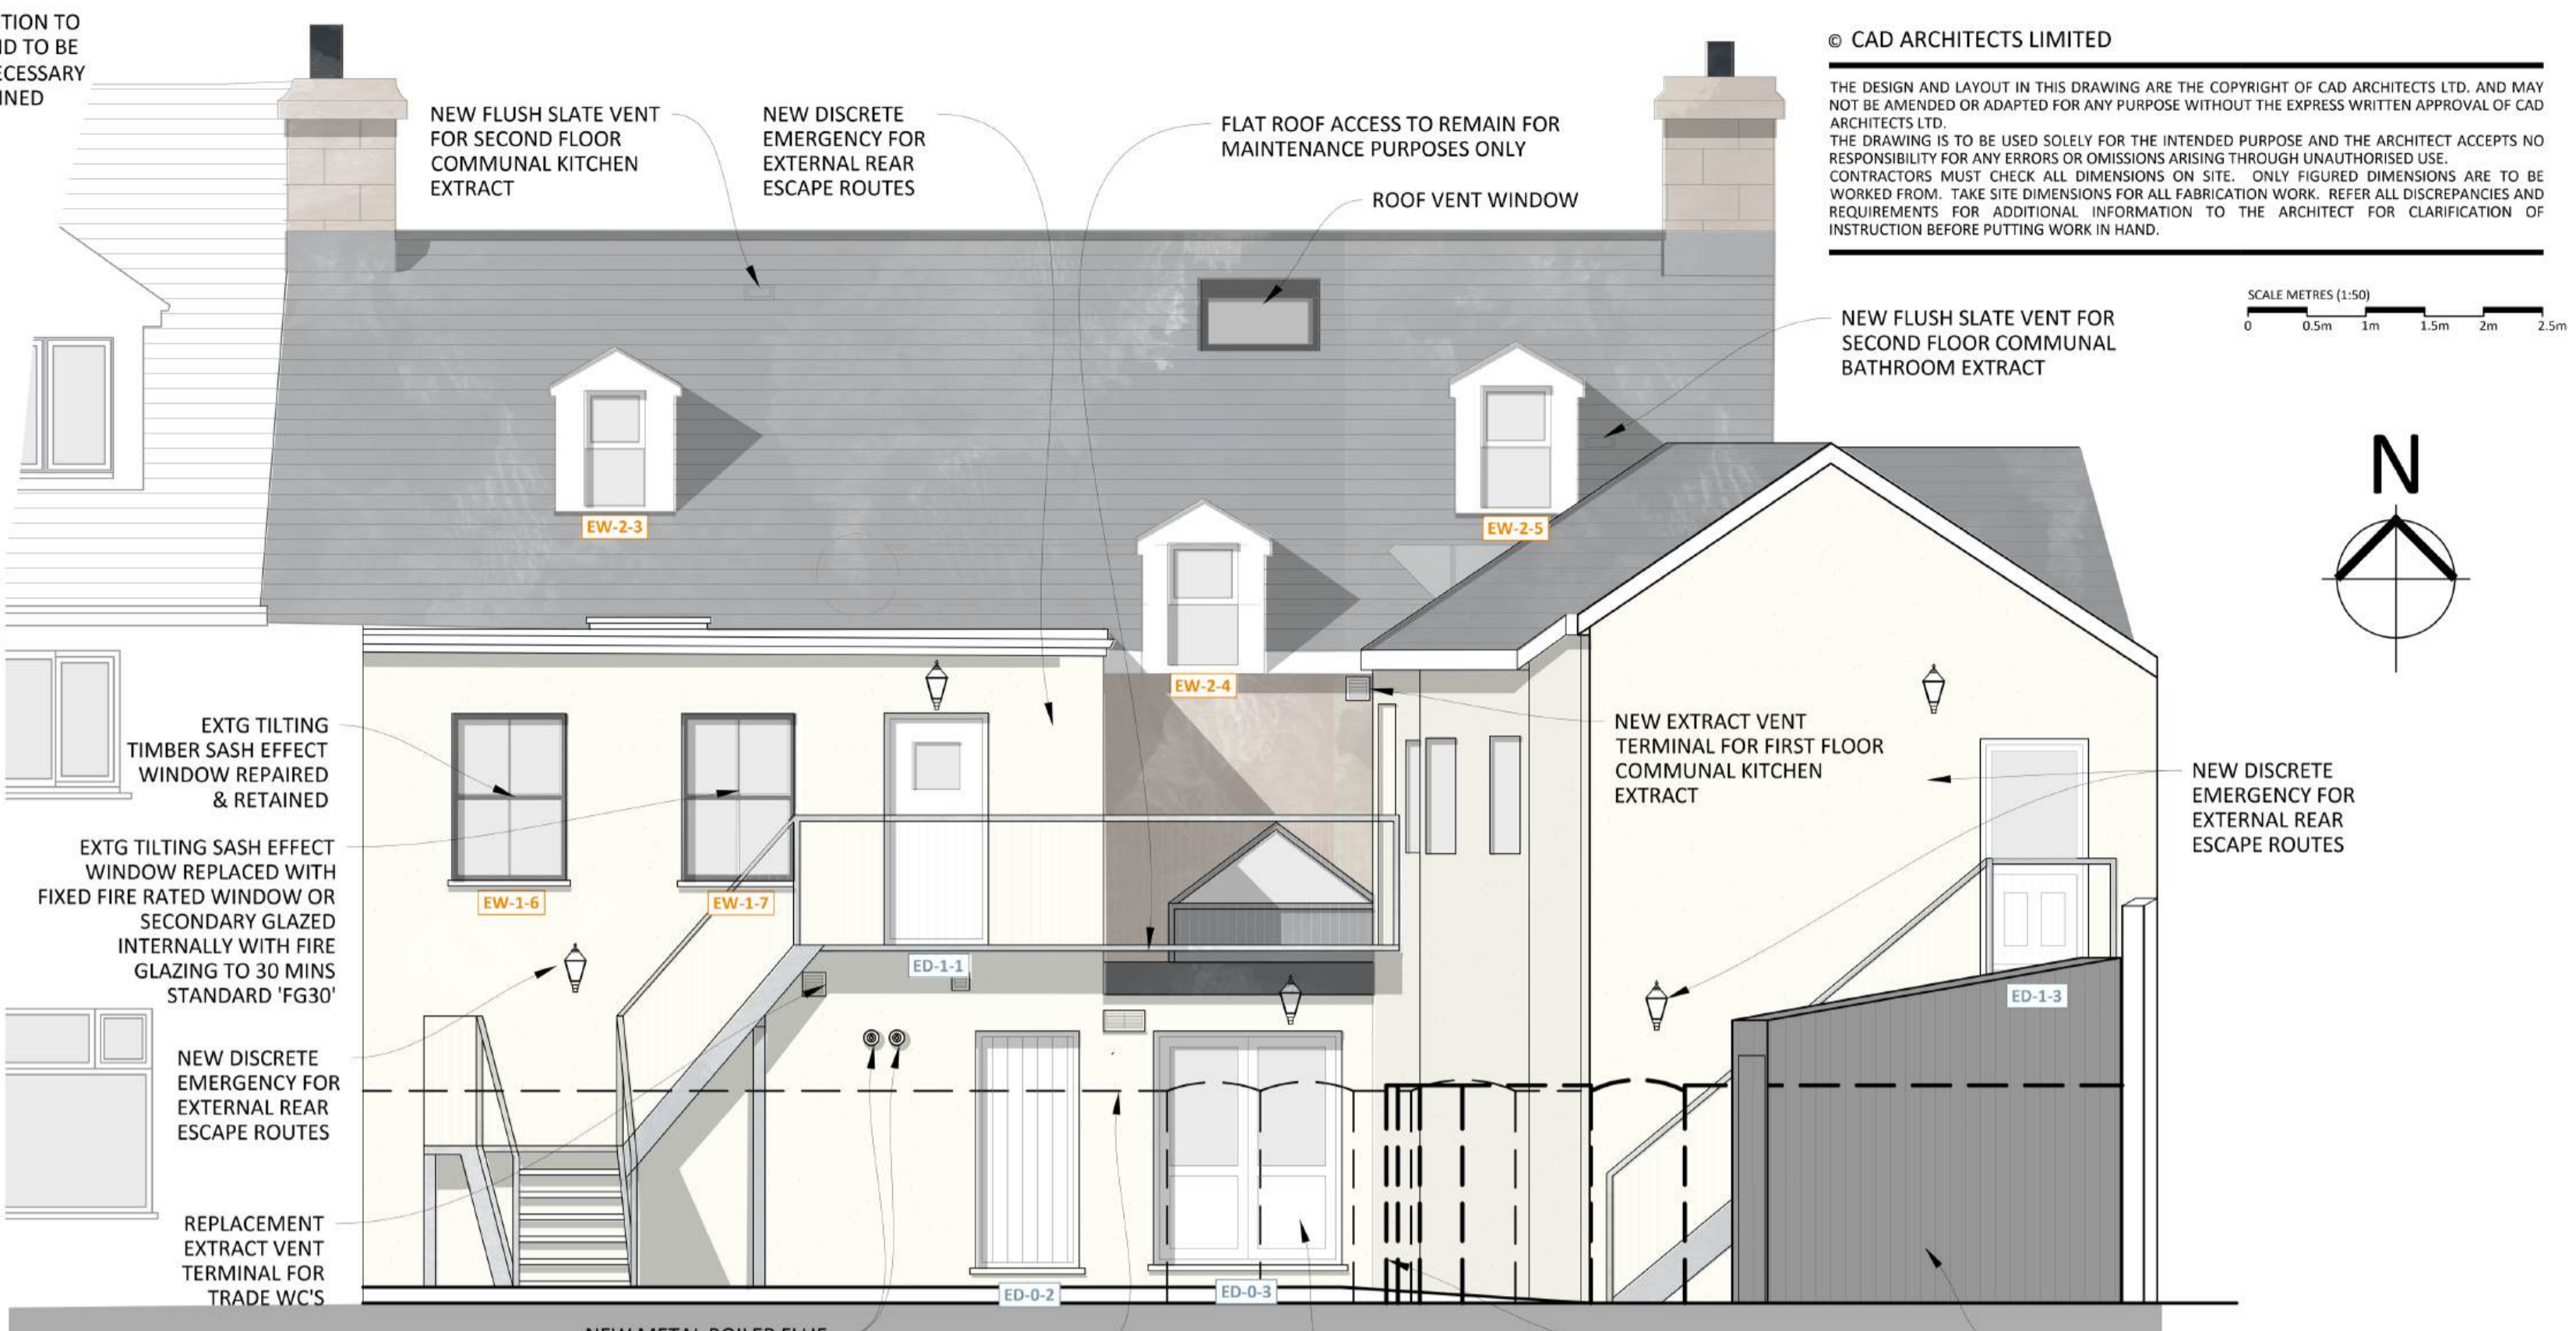 TION TO
ID TO BE
ECESSARY
INED
NEW FLUSH SLATE VENT
FOR SECOND FLOOR
COMMUNAL KITCHEN
EXTRACT
NEW DISCRETE
EMERGENCY FOR
EXTERNAL REAR
ESCAPE ROUTES
FLAT ROOF ACCESS TO REMAIN FOR
MAINTENANCE PURPOSES ONLY
ROOF VENT WINDOW
© CAD ARCHITECTS LIMITED
THE DESIGN AND LAYOUT IN THIS DRAWING ARE THE COPYRIGHT OF CAD ARCHITECTS LTD. AND MAY
NOT BE AMENDED OR ADAPTED FOR ANY PURPOSE WITHOUT THE EXPRESS WRITTEN APPROVAL OF CAD
ARCHITECTS LTD.
THE DRAWING IS TO BE USED SOLELY FOR THE INTENDED PURPOSE AND THE ARCHITECT ACCEPTS NO
RESPONSIBILITY FOR ANY ERRORS OR OMISSIONS ARISING THROUGH UNAUTHORISED USE.
CONTRACTORS MUST CHECK ALL DIMENSIONS ON SITE. ONLY FIGURED DIMENSIONS ARE TO BE
WORKED FROM. TAKE SITE DIMENSIONS FOR ALL FABRICATION WORK. REFER ALL DISCREPANCIES AND
REQUIREMENTS FOR ADDITIONAL INFORMATION TO THE ARCHITECT FOR CLARIFICATION OF
INSTRUCTION BEFORE PUTTING WORK IN HAND.
SCALE METRES (1:50)
0 0.5m 1m 1.5m 2m 2.5m
NEW FLUSH SLATE VENT FOR
SECOND FLOOR COMMUNAL
BATHROOM EXTRACT
N
EW-2-3
EW-2-5
EW-2-4
EXTG TILTING
TIMBER SASH EFFECT
WINDOW REPAIRED
& RETAINED
NEW EXTRACT VENT
TERMINAL FOR FIRST FLOOR
COMMUNAL KITCHEN
EXTRACT
NEW DISCRETE
EMERGENCY FOR
EXTERNAL REAR
ESCAPE ROUTES
EXTG TILTING SASH EFFECT
WINDOW REPLACED WITH
FIXED FIRE RATED WINDOW OR
SECONDARY GLAZED
INTERNALLY WITH FIRE
GLAZING TO 30 MINS
STANDARD 'FG30'
EW-1-6
EW-1-7
ED-1-1
ED-1-3
NEW DISCRETE
EMERGENCY FOR
EXTERNAL REAR
ESCAPE ROUTES
REPLACEMENT
EXTRACT VENT
TERMINAL FOR
TRADE WC'S
ED-0-2
ED-0-3
NEW METAL BOILER FLUE